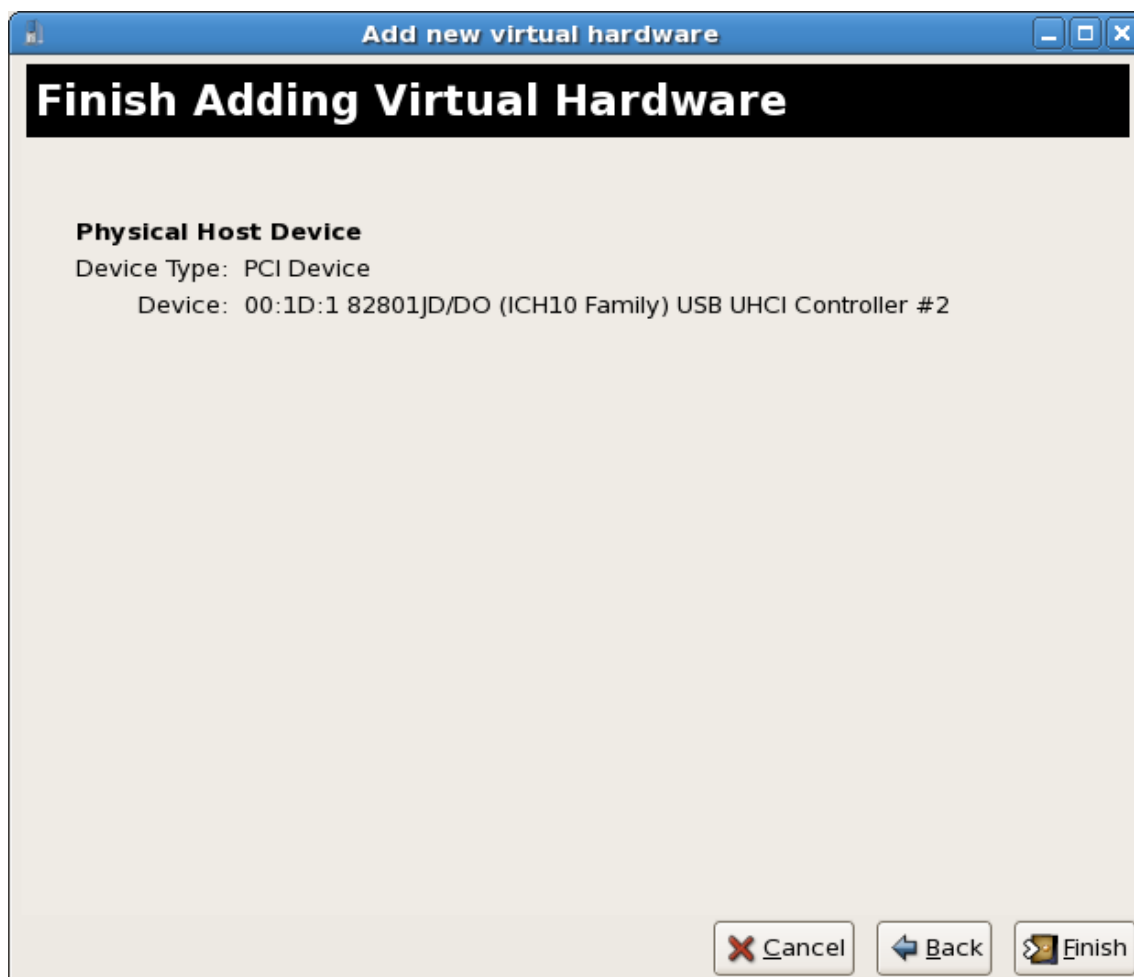 Add new virtual hardware
Finish Adding Virtual Hardware
Physical Host Device
Device Type: PCI Device
Device: 00:1D:1 82801JD/DO (ICH10 Family) USB UHCI Controller #2
Cancel Back Finish